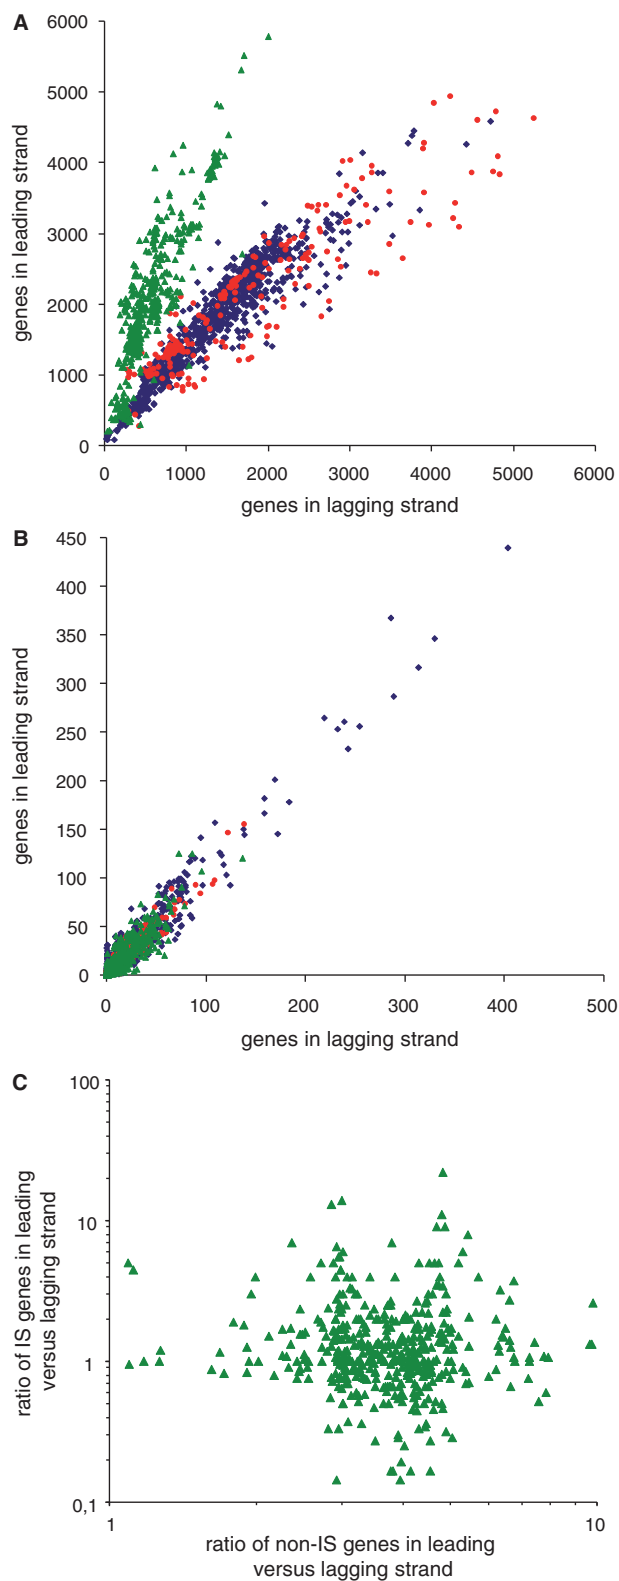 A
6000
5000
4000
3000
2000
1000
0
genes in leading strand
0 1000 2000 3000 4000 5000 6000
genes in lagging strand
B
450
400
350
300
250
200
150
100
50
0
genes in leading strand
0 100 200 300 400 500
genes in lagging strand
C
100
10
1
0,1
ratio of IS genes in leading
versus lagging strand
1 10
ratio of non-IS genes in leading
versus lagging strand